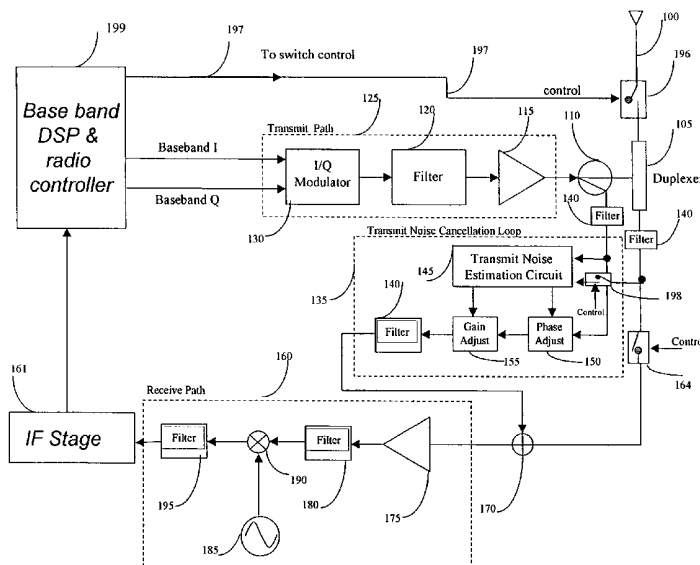 199
197
To switch control
197
100
196
control
Base band
DSP &
radio
controller
125
120
115
110
105
Transmit Path
Baseband I
Baseband Q
I/Q
Modulator
Filter
130
Duplexer
140
Filter
140
Filter
Transmit Noise Cancellation Loop
145
Transmit Noise
Estimation Circuit
135
140
198
Control
Filter
Gain
Adjust
Phase
Adjust
155
150
Contro
164
161
160
Receive Path
IF Stage
Filter
Filter
195
190
180
175
170
185